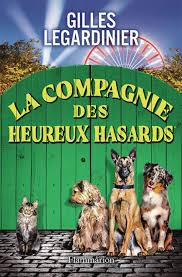 GILLES
LEGARDINIER
LA COMPAGNIE
DES
HEUREUX HASARDS
Flammarion